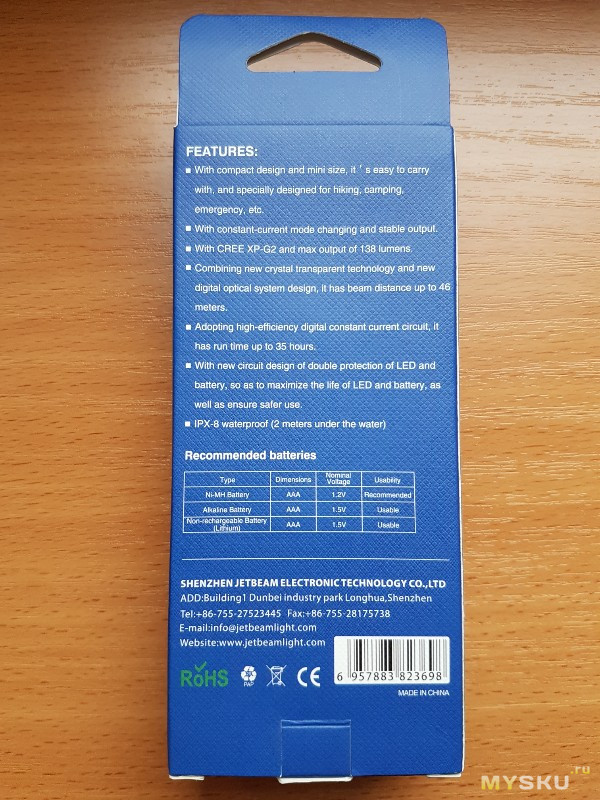 FEATURES:
■ With compact design and mini size, it ' s easy to carry
with, and specially designed for hiking, camping,
emergency, etc.
■ With constant-current mode changing and stable output.
■ With CREE XP-G2 and max output of 138 lumens.
■ Combining new crystal transparent technology and new
digital optical system design, it has beam distance up to 46
meters.
■ Adopting high-efficiency digital constant current circuit, it
has run time up to 35 hours.
■ With new circuit design of double protection of LED and
battery, so as to maximize the life of LED and battery, as
well as ensure safer use.
■ IPX-8 waterproof (2 meters under the water)
Recommended batteries
Type Dimensions Nominal Voltage Usability
Ni-MH Battery AAA 1.2V Recommended
Alkaline Battery AAA 1.5V Usable
Non-rechargeable Battery (Lithium) AAA 1.5V Usable
SHENZHEN JETBEAM ELECTRONIC TECHNOLOGY CO.,LTD
ADD:Building1 Dunbei industry park Longhua,Shenzhen
Tel:+86-755-27523445 Fax:+86-755-28175738
E-mail:info@jetbeamlight.com
Website:www.jetbeamlight.com
RoHS PAP CE 6 957883 823698
MADE IN CHINA
MYSKU.ru